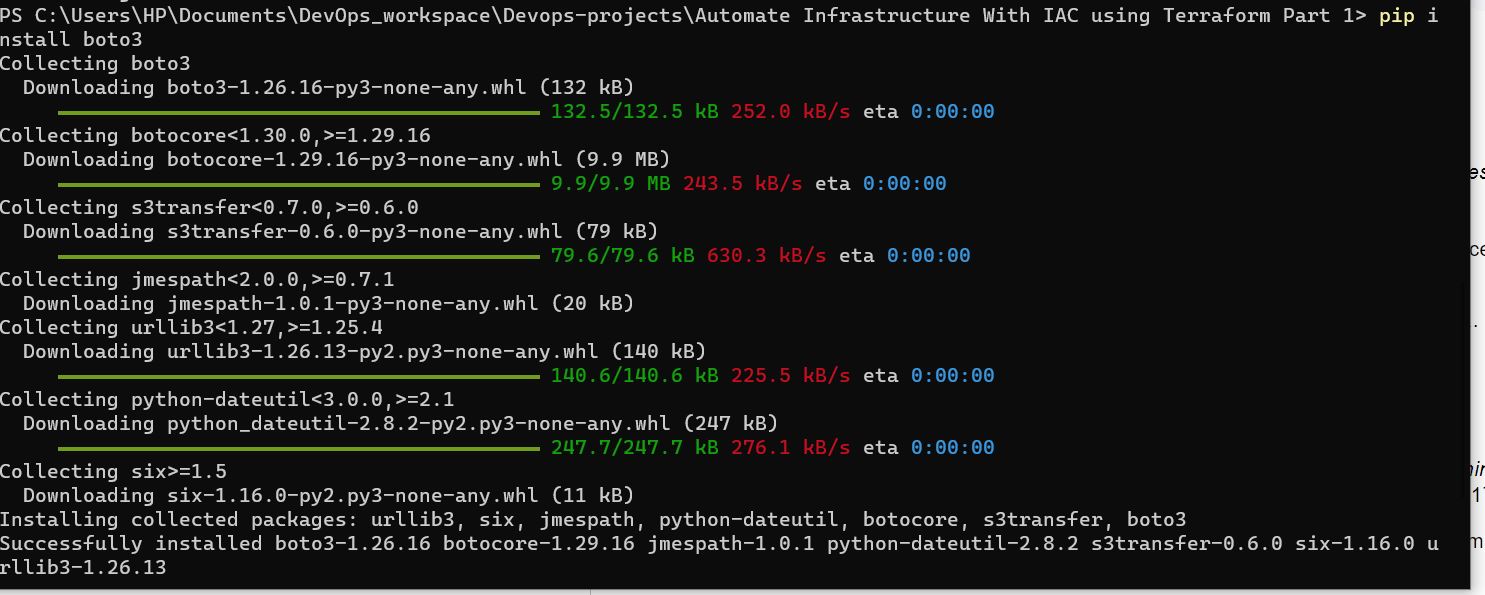 PS C:\Users\HP\Documents\DevOps_workspace\Devops-projects\Automate Infrastructure With IAC using Terraform Part 1> pip i
nstall boto3
Collecting boto3
  Downloading boto3-1.26.16-py3-none-any.whl (132 kB)
132.5/132.5 kB 252.0 kB/s eta 0:00:00
Collecting botocore<1.30.0,>=1.29.16
  Downloading botocore-1.29.16-py3-none-any.whl (9.9 MB)
9.9/9.9 MB 243.5 kB/s eta 0:00:00
Collecting s3transfer<0.7.0,>=0.6.0
  Downloading s3transfer-0.6.0-py3-none-any.whl (79 kB)
79.6/79.6 kB 630.3 kB/s eta 0:00:00
Collecting jmespath<2.0.0,>=0.7.1
  Downloading jmespath-1.0.1-py3-none-any.whl (20 kB)
Collecting urllib3<1.27,>=1.25.4
  Downloading urllib3-1.26.13-py2.py3-none-any.whl (140 kB)
140.6/140.6 kB 225.5 kB/s eta 0:00:00
Collecting python-dateutil<3.0.0,>=2.1
  Downloading python_dateutil-2.8.2-py2.py3-none-any.whl (247 kB)
247.7/247.7 kB 276.1 kB/s eta 0:00:00
Collecting six>=1.5
  Downloading six-1.16.0-py2.py3-none-any.whl (11 kB)
Installing collected packages: urllib3, six, jmespath, python-dateutil, botocore, s3transfer, boto3
Successfully installed boto3-1.26.16 botocore-1.29.16 jmespath-1.0.1 python-dateutil-2.8.2 s3transfer-0.6.0 six-1.16.0 u
rllib3-1.26.13